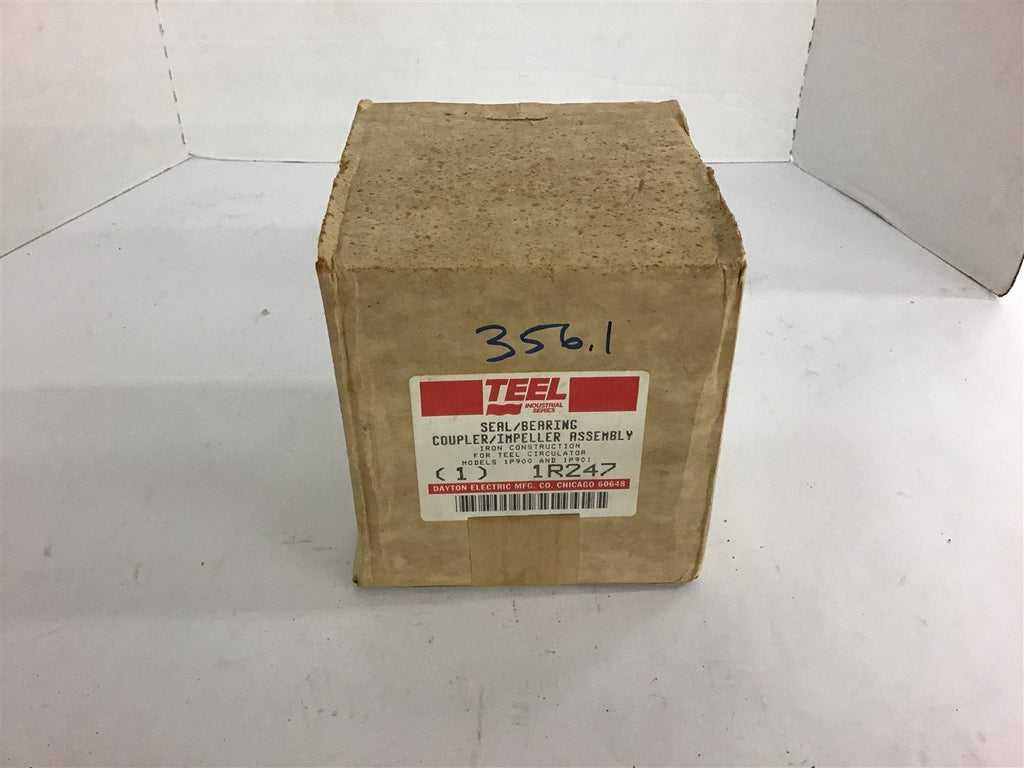 356.1
TEEL
INDUSTRIAL
SERIES
SEAL/BEARING
COUPLER/IMPELLER ASSEMBLY
IRON CONSTRUCTION
FOR TEEL CIRCULATOR
MODELS 1P900 AND 1P901
(1) 1R247
DAYTON ELECTRIC MFG. CO. CHICAGO 60648